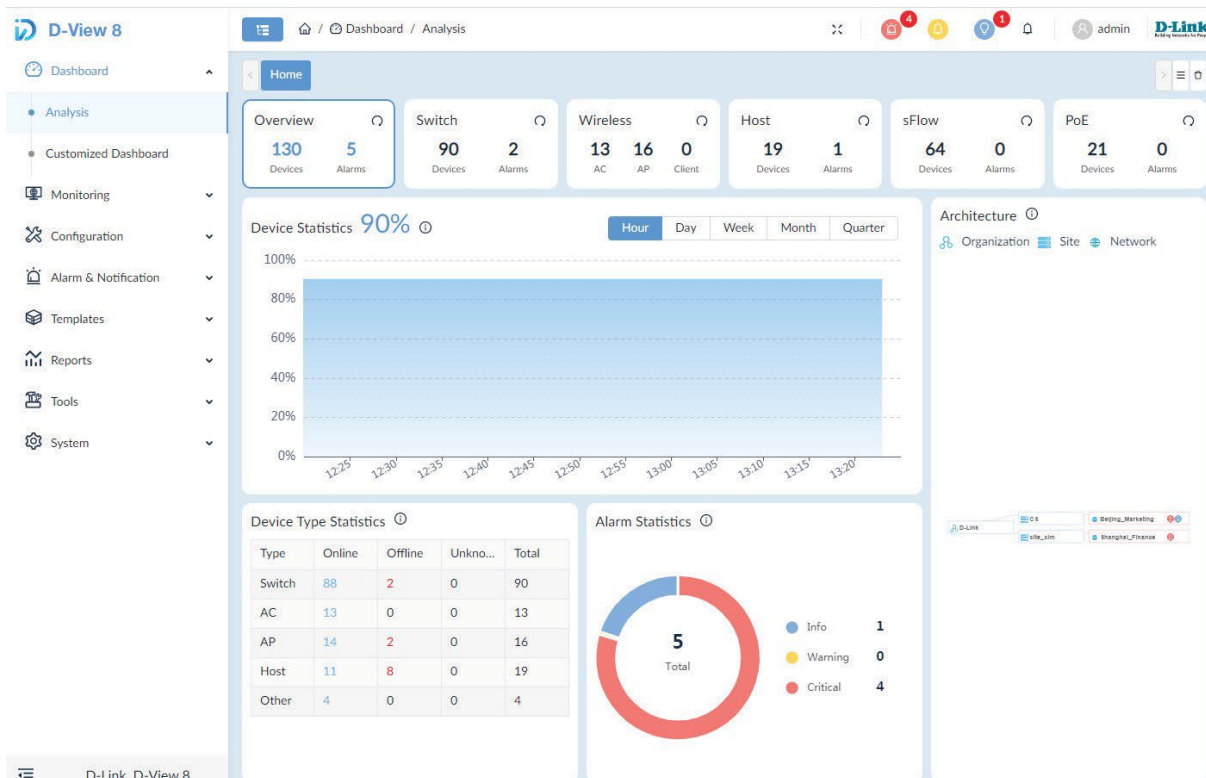 D-View 8
Dashboard
Analysis
Customized Dashboard
Monitoring
Configuration
Alarm & Notification
Templates
Reports
Tools
System
D-Link D-View 8
/ Dashboard / Analysis
4
1
admin
D-Link
Building Networks for People
Home
Overview
130 5
Devices Alarms
Switch
90 2
Devices Alarms
Wireless
13 16 0
AC AP Client
Host
19 1
Devices Alarms
sFlow
64 0
Devices Alarms
PoE
21 0
Devices Alarms
Device Statistics 90%
Hour Day Week Month Quarter
100%
80%
60%
40%
20%
0%
12:25 12:30 12:35 12:40 12:45 12:50 12:55 13:00 13:05 13:10 13:15 13:20
Architecture
Organization Site Network
D-Link
C S
Beijing_Marketing
site_sim
Shanghai_Finance
Device Type Statistics
Type Online Offline Unkno... Total
Switch 88 2 0 90
AC 13 0 0 13
AP 14 2 0 16
Host 11 8 0 19
Other 4 0 0 4
Alarm Statistics
5
Total
Info 1
Warning 0
Critical 4